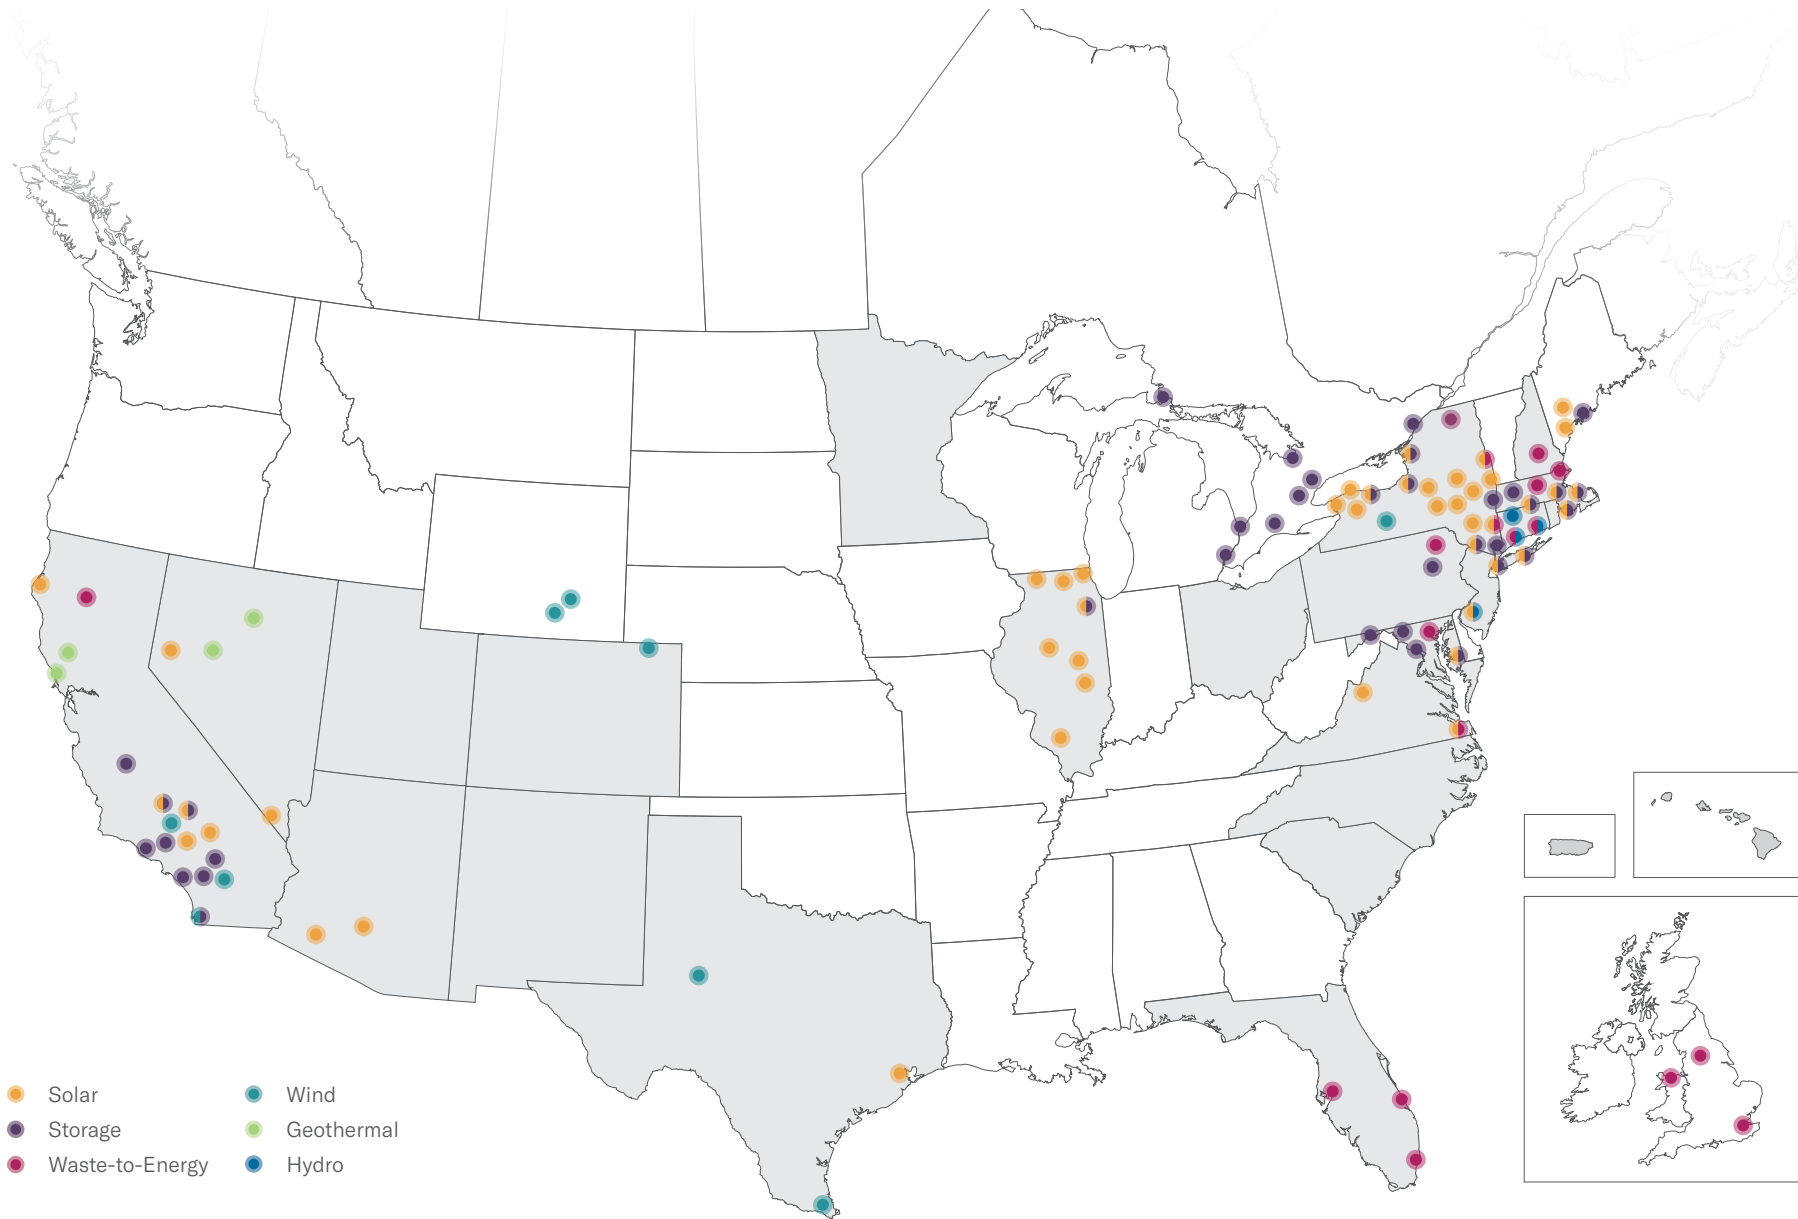 Solar
Storage
Waste-to-Energy
Wind
Geothermal
Hydro